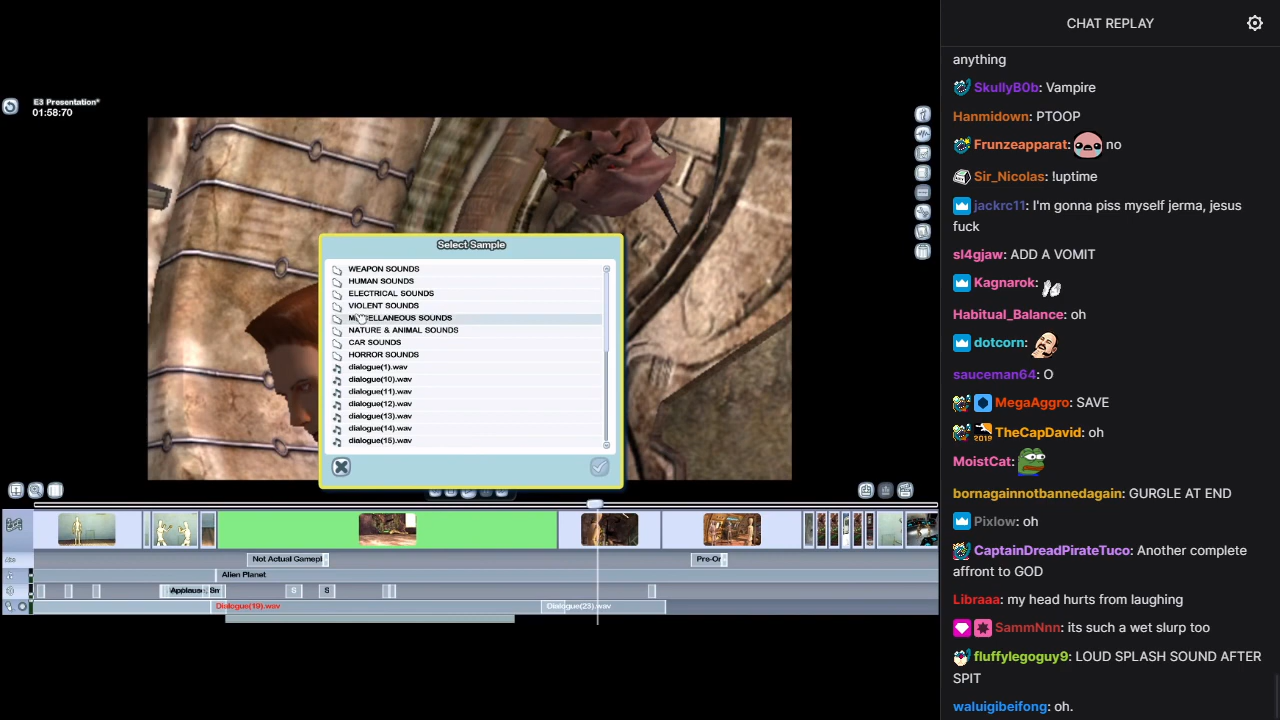 E3 Presentation*
01:58:70
Select Sample
WEAPON SOUNDS
HUMAN SOUNDS
ELECTRICAL SOUNDS
VIOLENT SOUNDS
MISCELLANEOUS SOUNDS
NATURE & ANIMAL SOUNDS
CAR SOUNDS
HORROR SOUNDS
dialogue(1).wav
dialogue(10).wav
dialogue(11).wav
dialogue(12).wav
dialogue(13).wav
dialogue(14).wav
dialogue(15).wav
Not Actual Gamepl
Pre-Or
Alien Planet
Applause, Sm
S
S
Dialogue(19).wav
Dialogue(23).wav
CHAT REPLAY
anything
SkullyB0b: Vampire
Hanmidown: PTOOP
Frunzeapparat: no
Sir_Nicolas: !uptime
jackrc11: I'm gonna piss myself jerma, jesus
fuck
sl4gjaw: ADD A VOMIT
Kagnarok:
Habitual_Balance: oh
dotcorn:
sauceman64: O
MegaAggro: SAVE
2019 TheCapDavid: oh
MoistCat:
bornagainnotbannedagain: GURGLE AT END
Pixlow: oh
CaptainDreadPirateTuco: Another complete
affront to GOD
Libraaa: my head hurts from laughing
SammNnn: its such a wet slurp too
fluffylegoguy9: LOUD SPLASH SOUND AFTER
SPIT
waluigibeifong: oh.